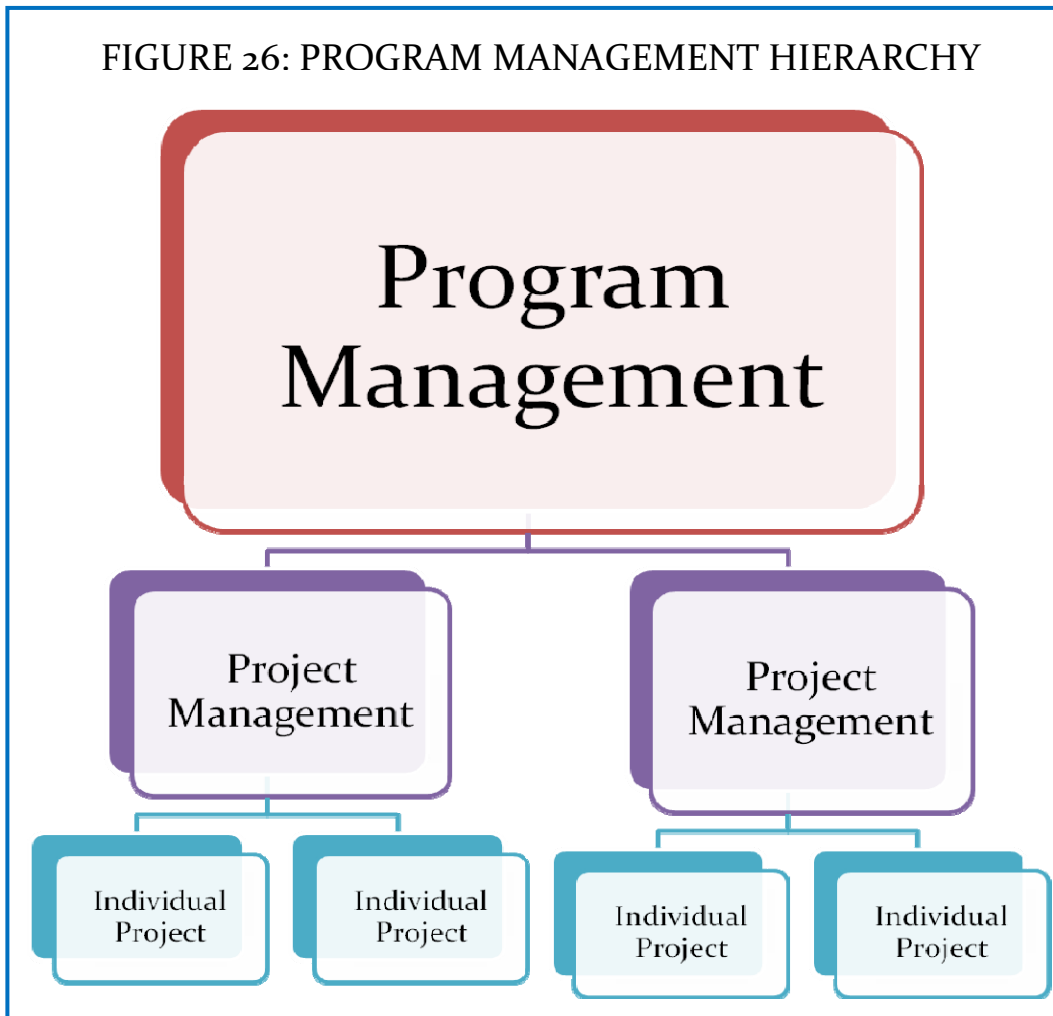 FIGURE 26: PROGRAM MANAGEMENT HIERARCHY
Program
Management
Project
Management
Project
Management
Individual
Project
Individual
Project
Individual
Project
Individual
Project